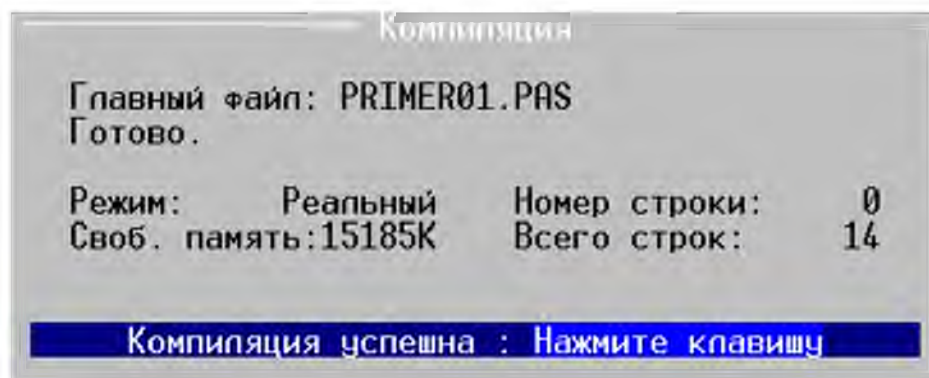 Компиляция
Главный файл: PRIMER01.PAS
Готово.
Режим: Реальный Номер строки: 0
Своб. память:15185K Всего строк: 14
Компиляция успешна : Нажмите клавишу